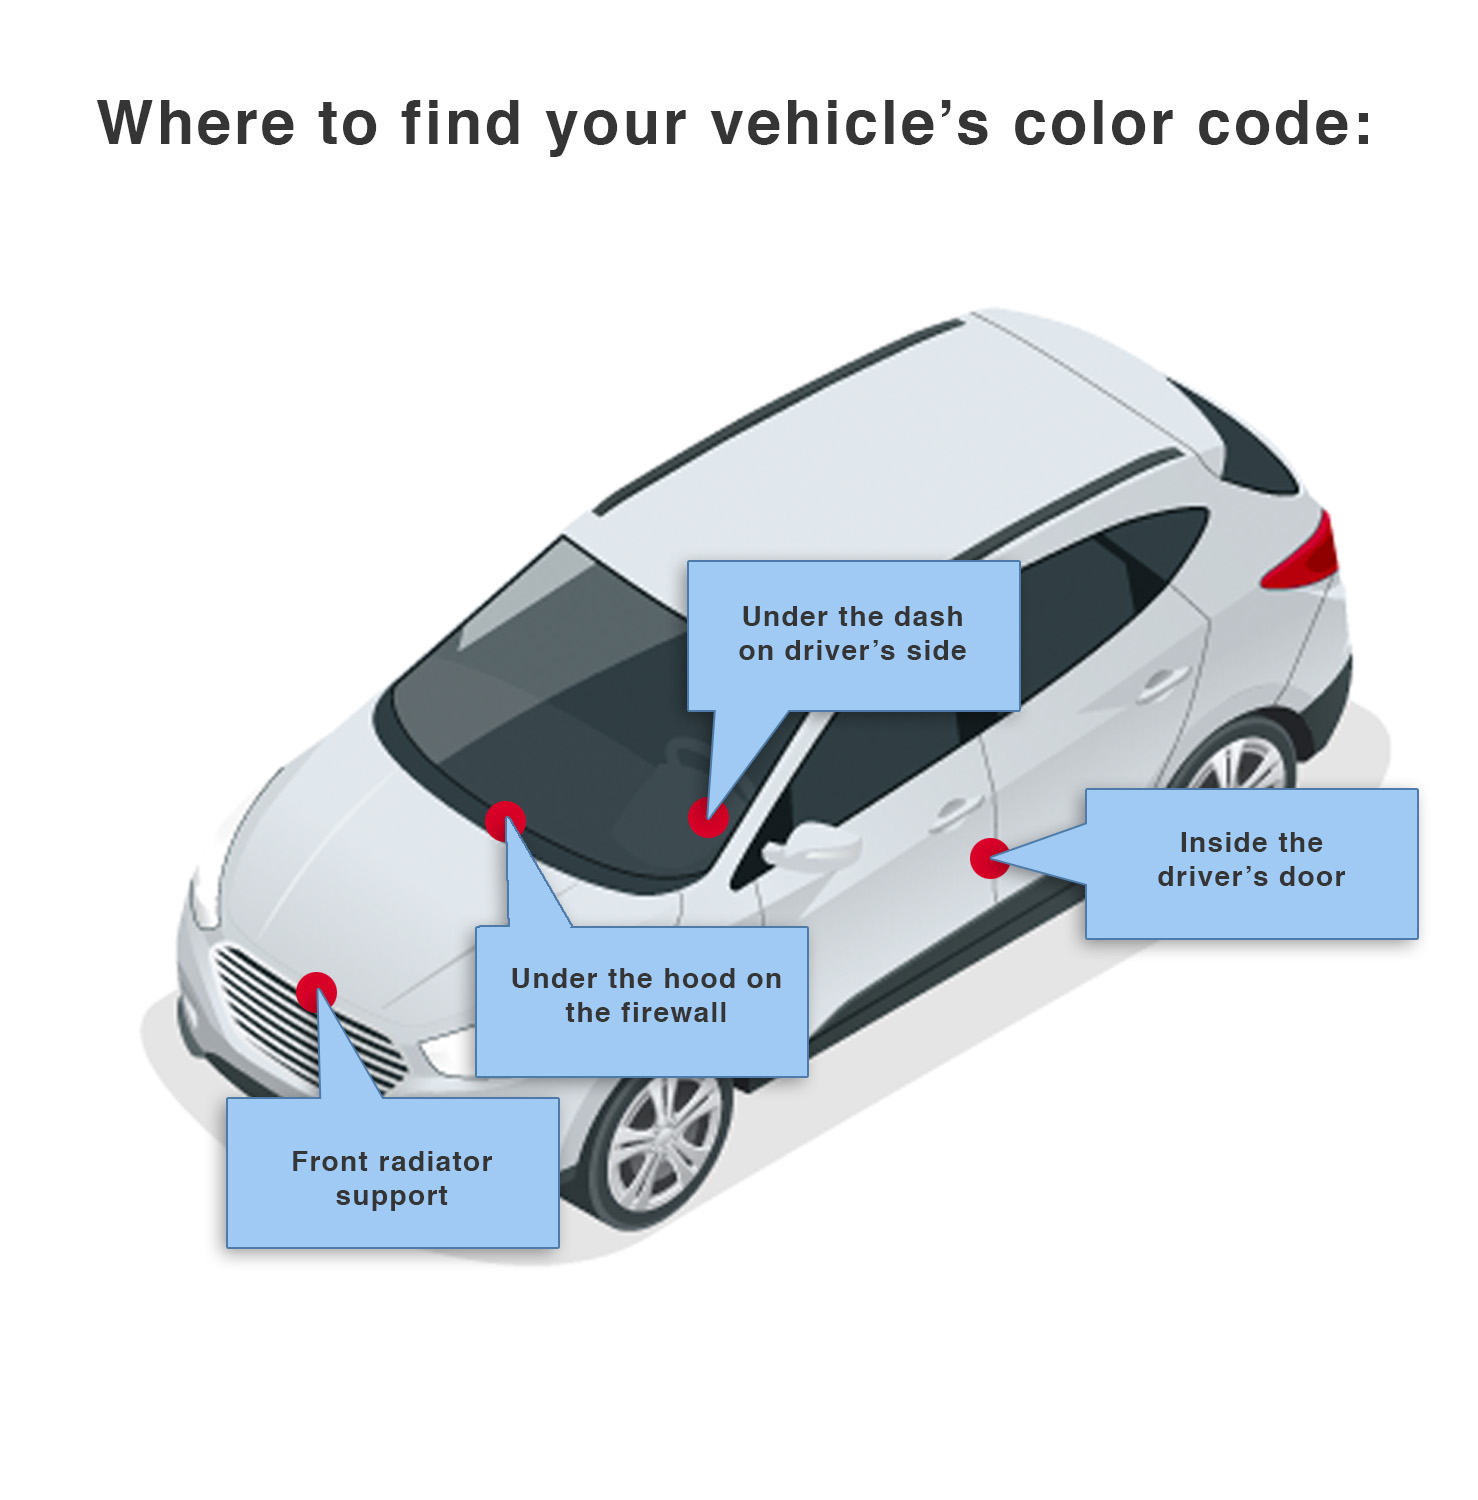 Where to find your vehicle’s color code:
Under the dash
on driver’s side
Inside the
driver’s door
Under the hood on
the firewall
Front radiator
support